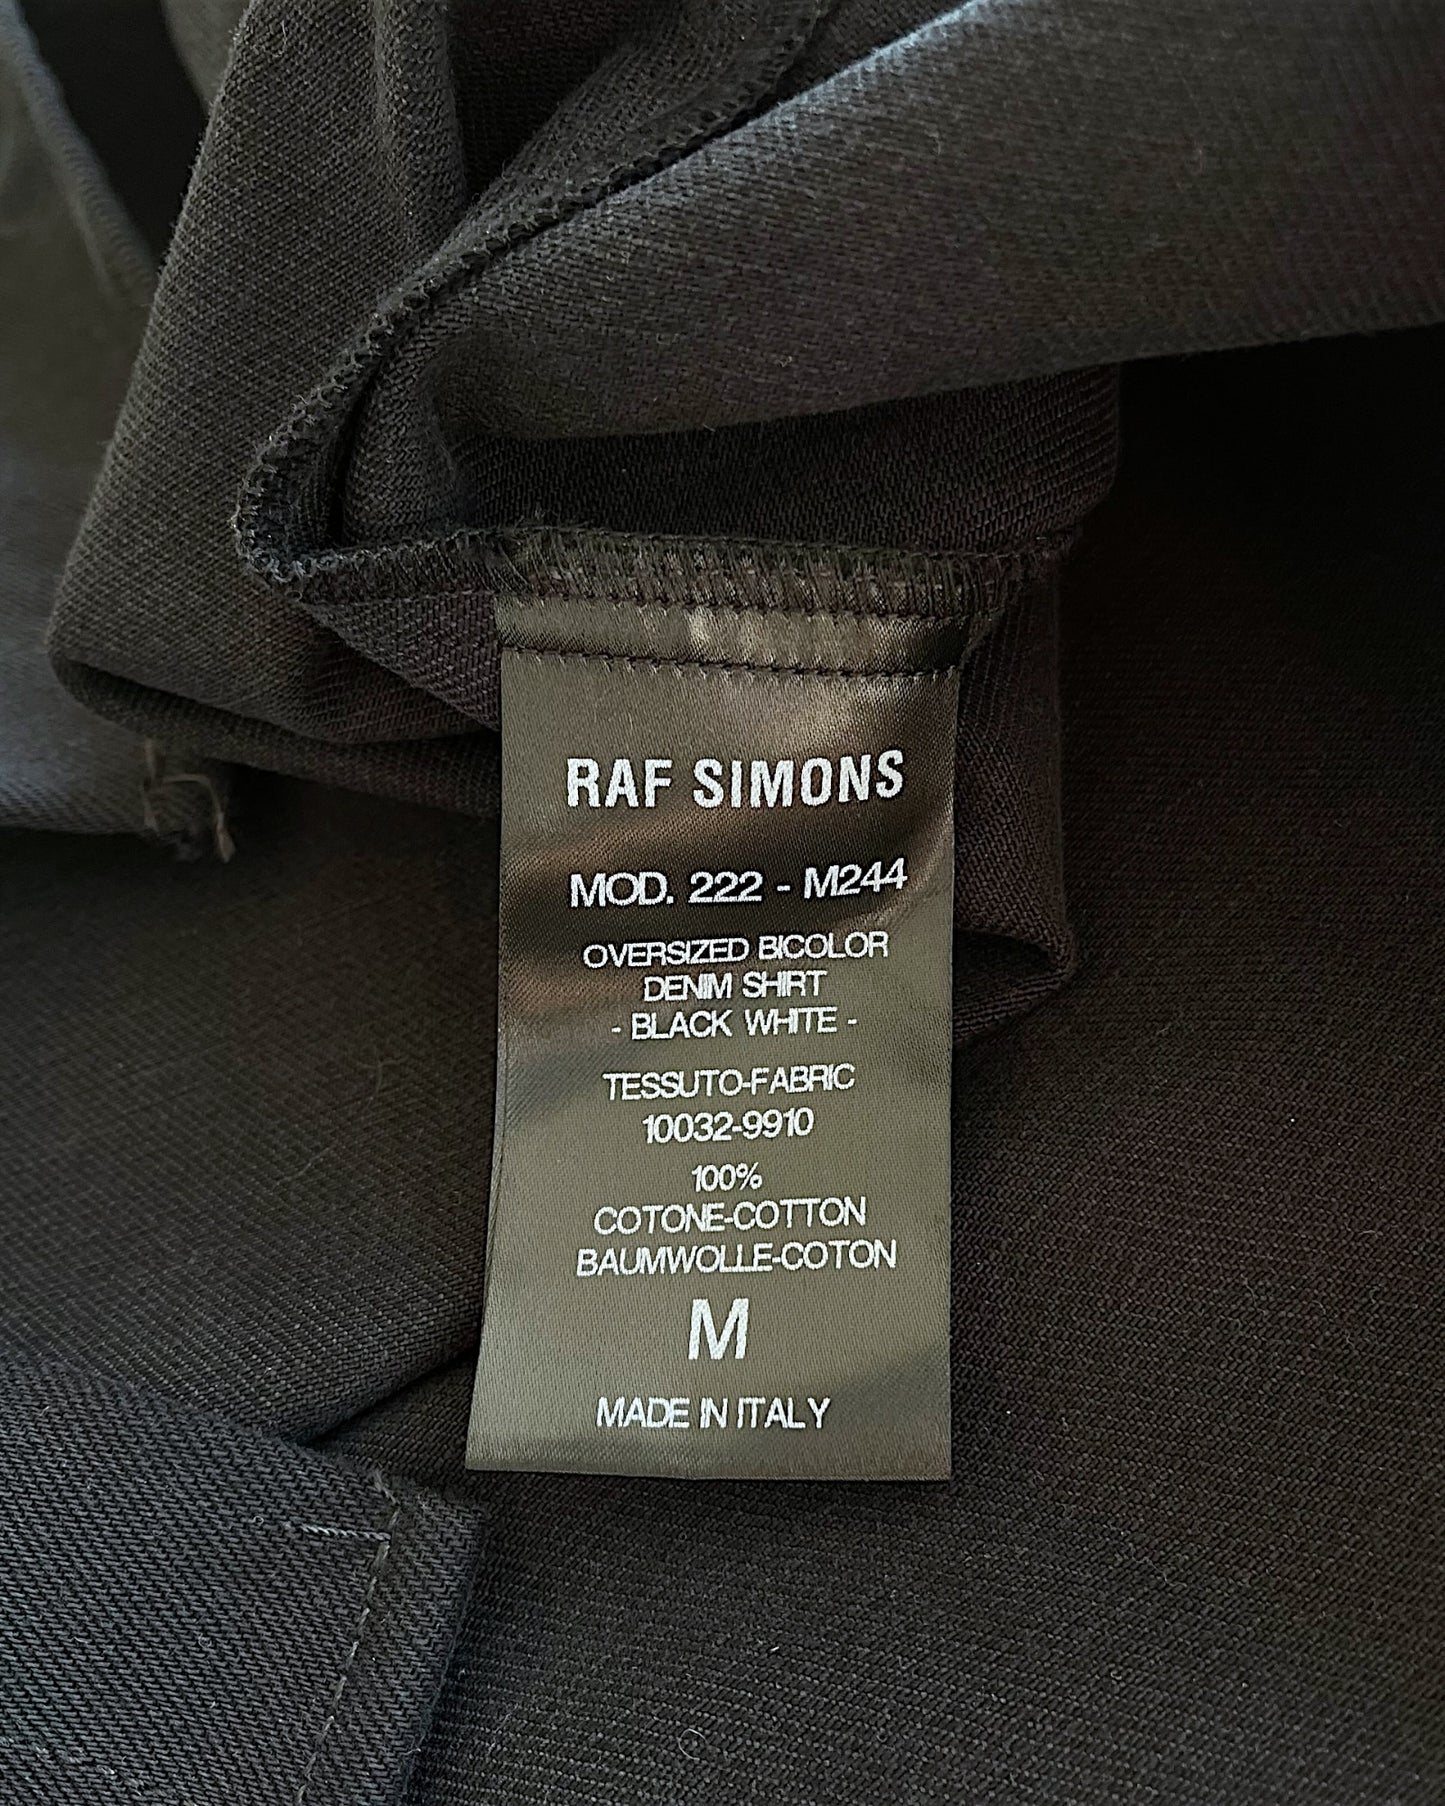 RAF SIMONS
MOD. 222 - M244
OVERSIZED BICOLOR
DENIM SHIRT
- BLACK WHITE -
TESSUTO-FABRIC
10032-9910
100%
COTONE-COTTON
BAUMWOLLE-COTON
M
MADE IN ITALY